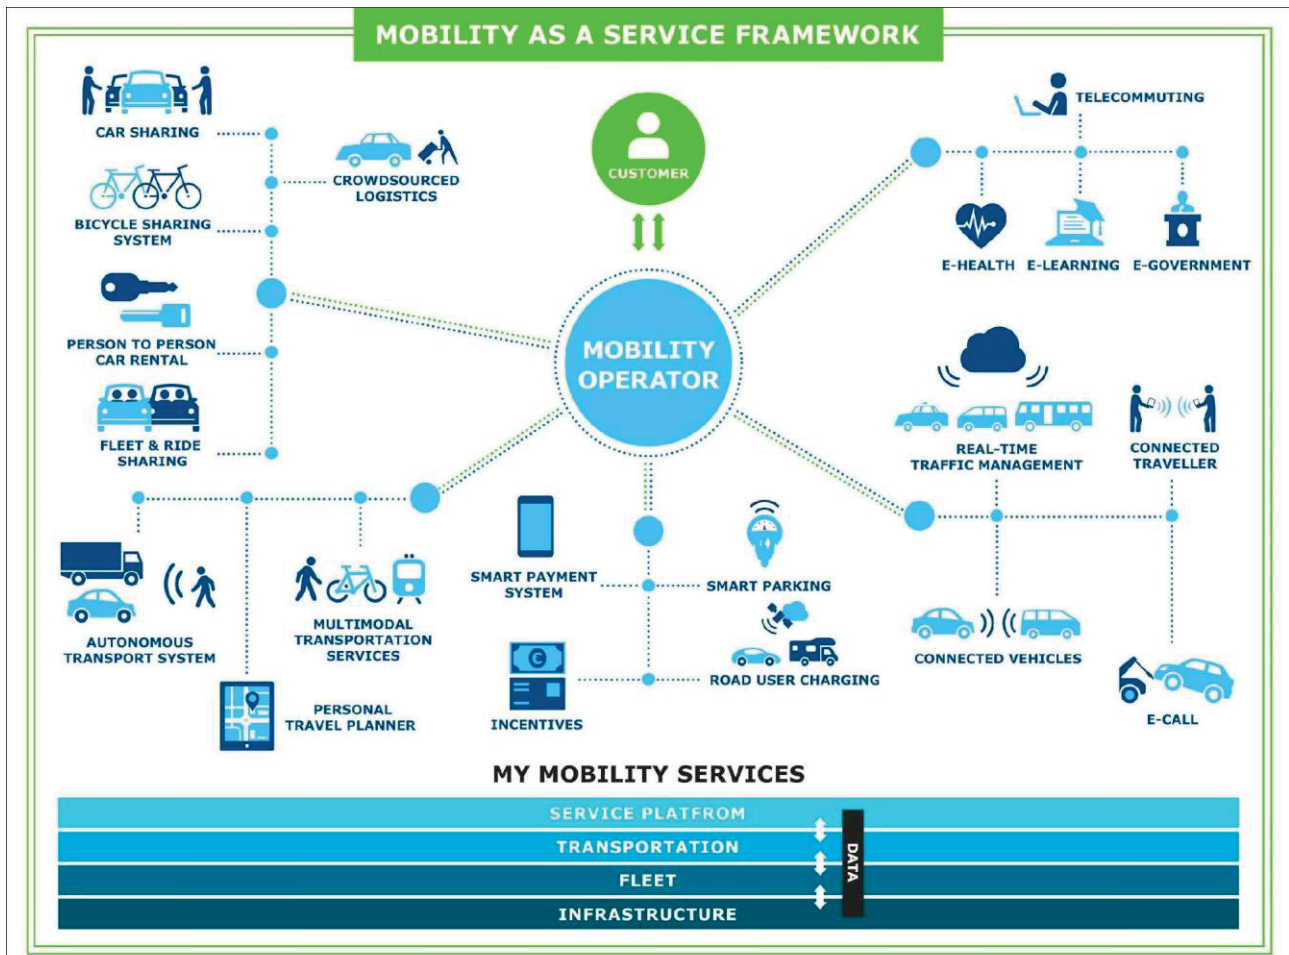 MOBILITY AS A SERVICE FRAMEWORK
CAR SHARING
CROWDSOURCED
LOGISTICS
BICYCLE SHARING
SYSTEM
PERSON TO PERSON
CAR RENTAL
FLEET & RIDE
SHARING
CUSTOMER
MOBILITY
OPERATOR
TELECOMMUTING
E-HEALTH
E-LEARNING
E-GOVERNMENT
REAL-TIME
TRAFFIC MANAGEMENT
CONNECTED
TRAVELLER
AUTONOMOUS
TRANSPORT SYSTEM
MULTIMODAL
TRANSPORTATION
SERVICES
PERSONAL
TRAVEL PLANNER
SMART PAYMENT
SYSTEM
SMART PARKING
€
INCENTIVES
ROAD USER CHARGING
CONNECTED VEHICLES
E-CALL
MY MOBILITY SERVICES
SERVICE PLATFROM
TRANSPORTATION
FLEET
INFRASTRUCTURE
DATA